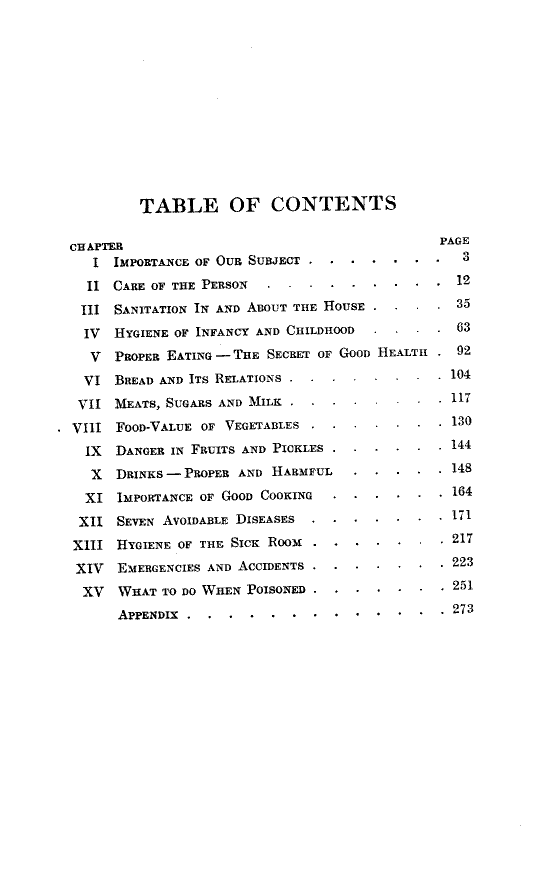 TABLE OF CONTENTS
CHAPTER PAGE
I Importance of Our Subject . . . . . . . 3
II Care of the Person . . . . . . . . . 12
III Sanitation In and About the House . . . . 35
IV Hygiene of Infancy and Childhood . . . . 63
V Proper Eating — The Secret of Good Health . 92
VI Bread and Its Relations . . . . . . . . 104
VII Meats, Sugars and Milk . . . . . . . . 117
VIII Food-Value of Vegetables . . . . . . . 130
IX Danger in Fruits and Pickles . . . . . . 144
X Drinks — Proper and Harmful . . . . . 148
XI Importance of Good Cooking . . . . . . 164
XII Seven Avoidable Diseases . . . . . . . 171
XIII Hygiene of the Sick Room . . . . . . . 217
XIV Emergencies and Accidents . . . . . . . 223
XV What to do When Poisoned . . . . . . . 251
Appendix . . . . . . . . . . . . . 273